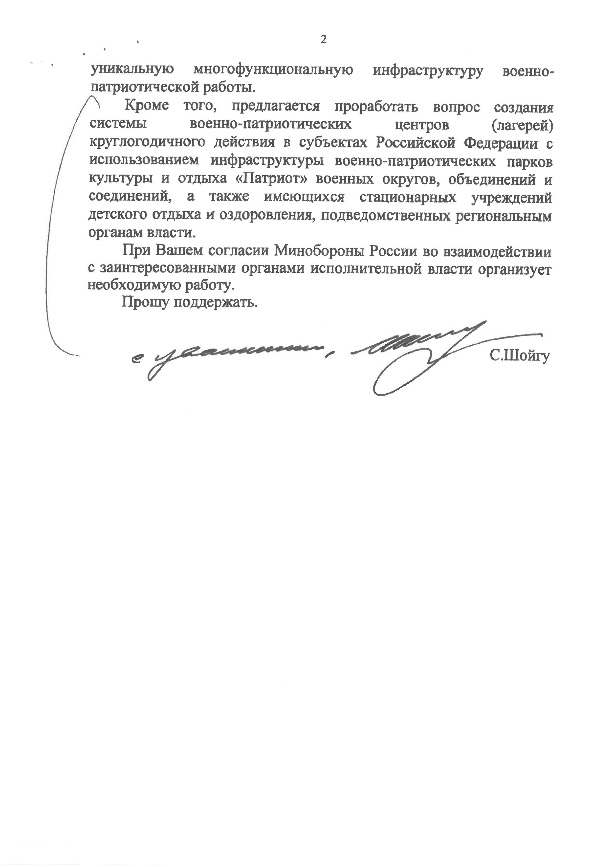 2
уникальную многофункциональную инфраструктуру военно-
патриотической работы.
Кроме того, предлагается проработать вопрос создания
системы военно-патриотических центров (лагерей)
круглогодичного действия в субъектах Российской Федерации с
использованием инфраструктуры военно-патриотических парков
культуры и отдыха «Патриот» военных округов, объединений и
соединений, а также имеющихся стационарных учреждений
детского отдыха и оздоровления, подведомственных региональным
органам власти.
При Вашем согласии Минобороны России во взаимодействии
с заинтересованными органами исполнительной власти организует
необходимую работу.
Прошу поддержать.
с уважением,
С.Шойгу